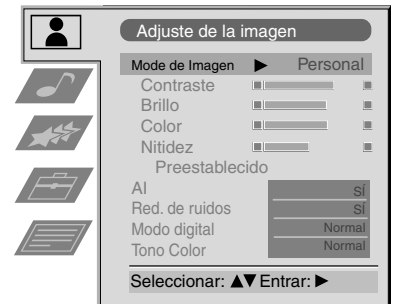 Adjuste de la imagen
Mode de Imagen ▶ Personal
Contraste
Brillo
Color
Nitidez
Preestablecido
AI Sí
Red. de ruidos Sí
Modo digital Normal
Tono Color Normal
Seleccionar: ▲▼ Entrar: ▶